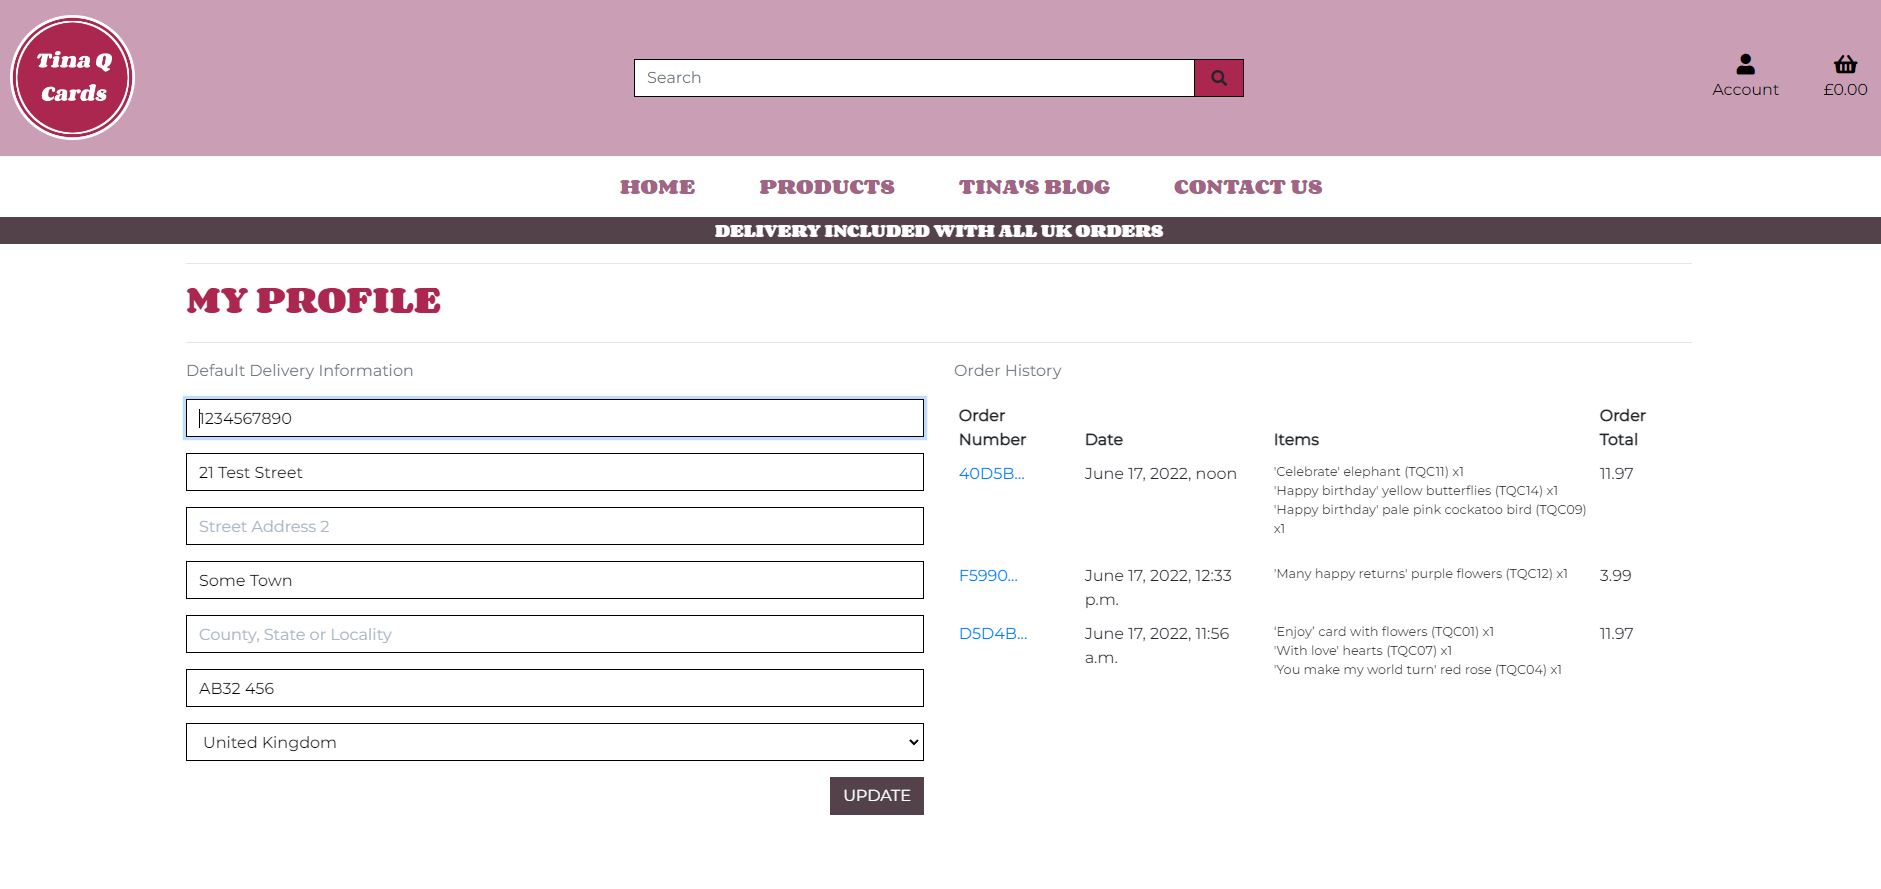 Tina Q
Cards
Search
Account
£0.00
HOME
PRODUCTS
TINA'S BLOG
CONTACT US
DELIVERY INCLUDED WITH ALL UK ORDERS
MY PROFILE
Default Delivery Information
1234567890
21 Test Street
Street Address 2
Some Town
County, State or Locality
AB32 456
United Kingdom
UPDATE
Order History
Order
Number
Date
Items
Order
Total
40D5B...
June 17, 2022, noon
'Celebrate' elephant (TQC11) x1
'Happy birthday' yellow butterflies (TQC14) x1
'Happy birthday' pale pink cockatoo bird (TQC09)
x1
11.97
F5990...
June 17, 2022, 12:33
p.m.
'Many happy returns' purple flowers (TQC12) x1
3.99
D5D4B...
June 17, 2022, 11:56
a.m.
‘Enjoy’ card with flowers (TQC01) x1
'With love' hearts (TQC07) x1
'You make my world turn' red rose (TQC04) x1
11.97